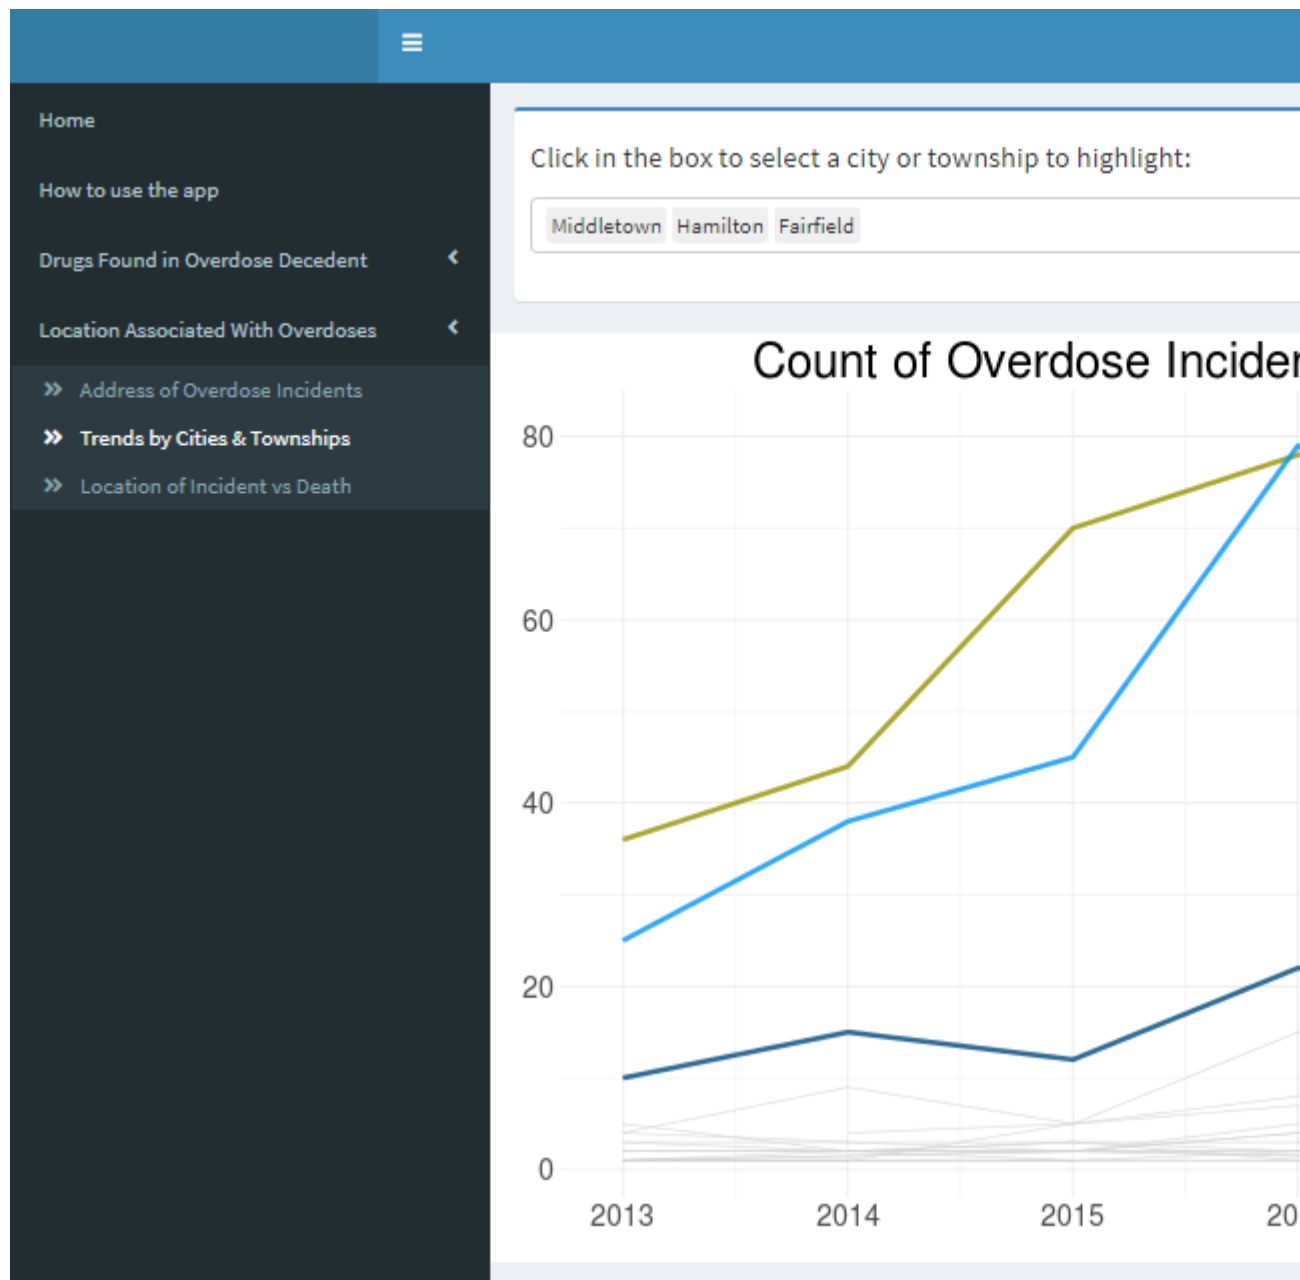 Home
How to use the app
Drugs Found in Overdose Decedent
Location Associated With Overdoses
Address of Overdose Incidents
Trends by Cities & Townships
Location of Incident vs Death
Click in the box to select a city or township to highlight:
Middletown Hamilton Fairfield
Count of Overdose
80
60
40
20
0
2013 2014 2015